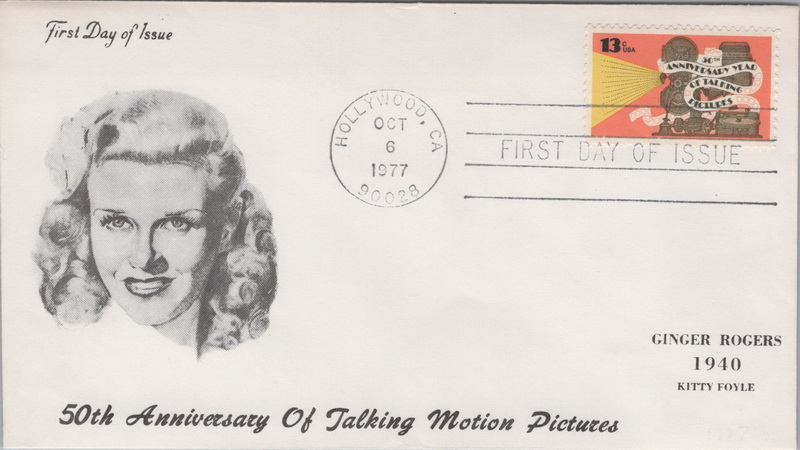 First Day of Issue
13c
USA
50TH
ANNIVERSARY YEAR
OF TALKING
PICTURES
HOLLYWOOD, CA
OCT
6
1977
90028
FIRST DAY OF ISSUE
GINGER ROGERS
1940
KITTY FOYLE
50th Anniversary Of Talking Motion Pictures